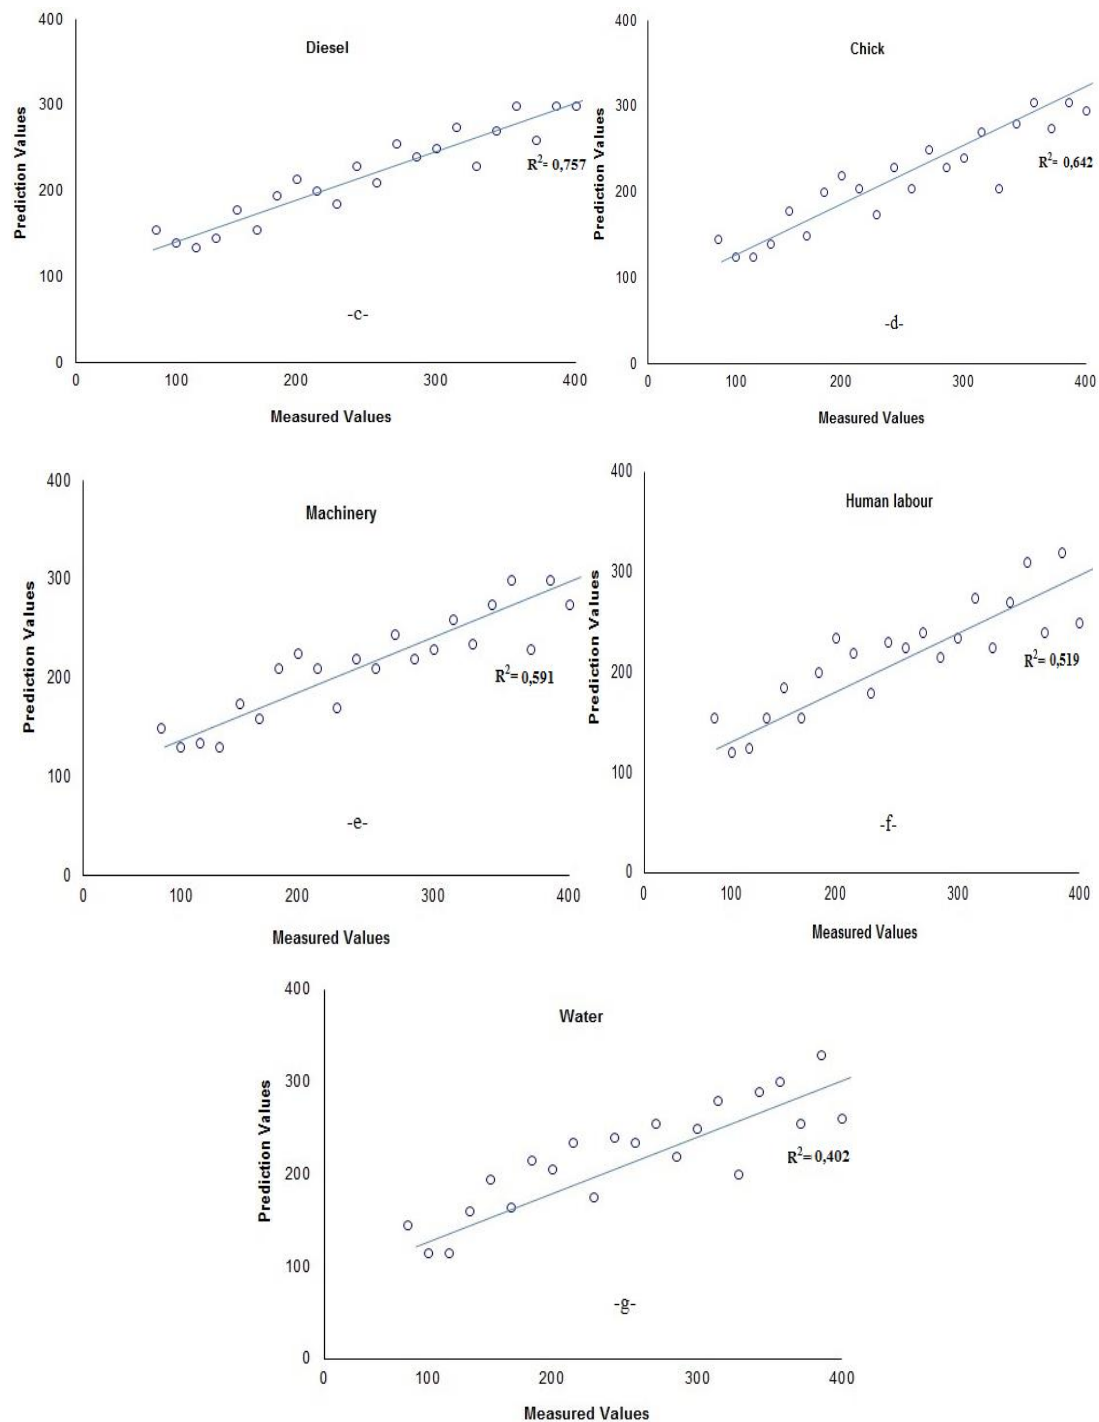 Diesel
400
300
200
100
0
Prediction Values
R²= 0,757
-c-
0 100 200 300 400
Measured Values
Chick
400
300
200
100
0
Prediction Values
R²= 0,642
-d-
0 100 200 300 400
Measured Values
Machinery
400
300
200
100
0
Prediction Values
R²= 0,591
-e-
0 100 200 300 400
Measured Values
Human labour
400
300
200
100
0
Prediction Values
R²= 0,519
-f-
0 100 200 300 400
Measured Values
Water
400
300
200
100
0
Prediction Values
R²= 0,402
-g-
0 100 200 300 400
Measured Values